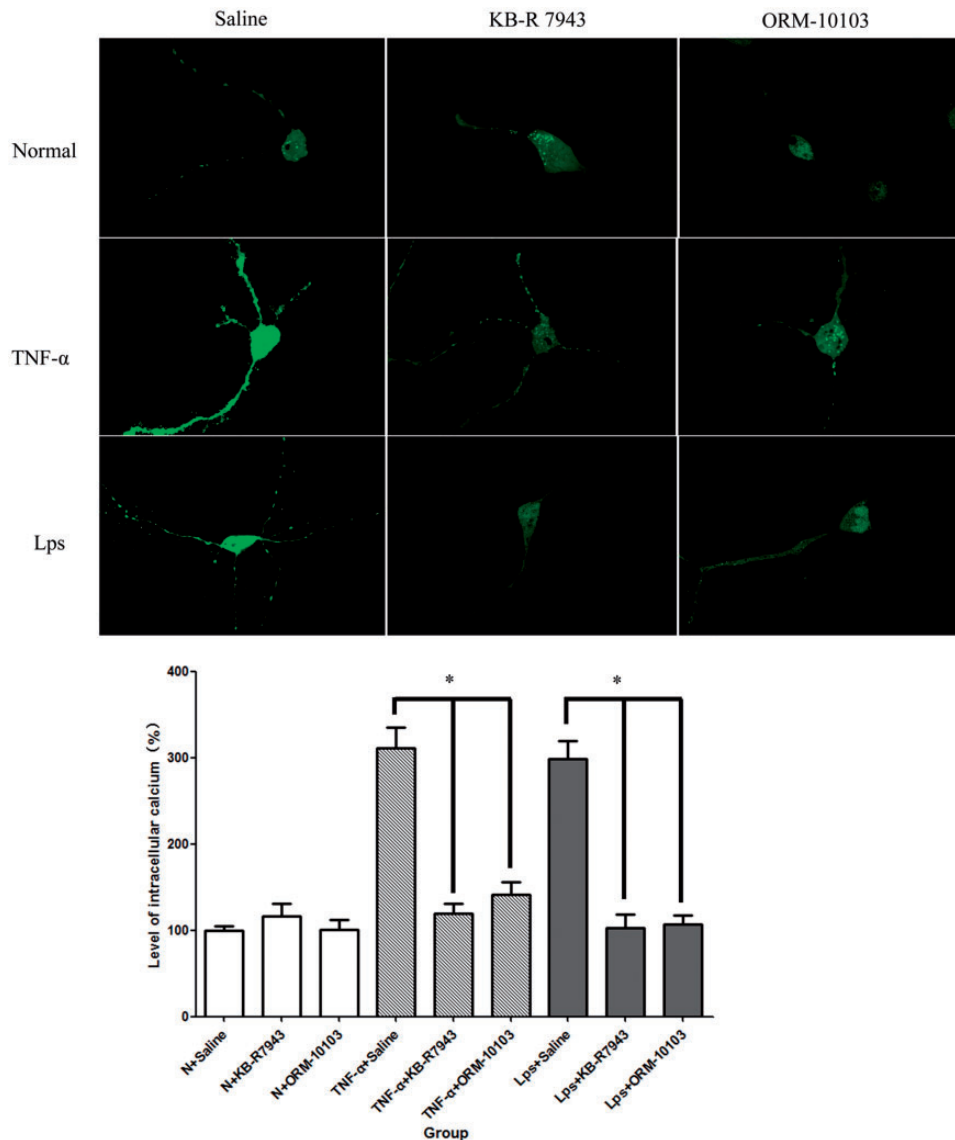 Saline KB-R 7943 ORM-10103
Normal
TNF-α
Lps
Level of intracellular calcium (%)
400
300
200
100
0
* *
N+Saline
N+KB-R7943
N+ORM-10103
TNF-α+Saline
TNF-α+KB-R7943
TNF-α+ORM-10103
Lps+Saline
Lps+KB-R7943
Lps+ORM-10103
Group